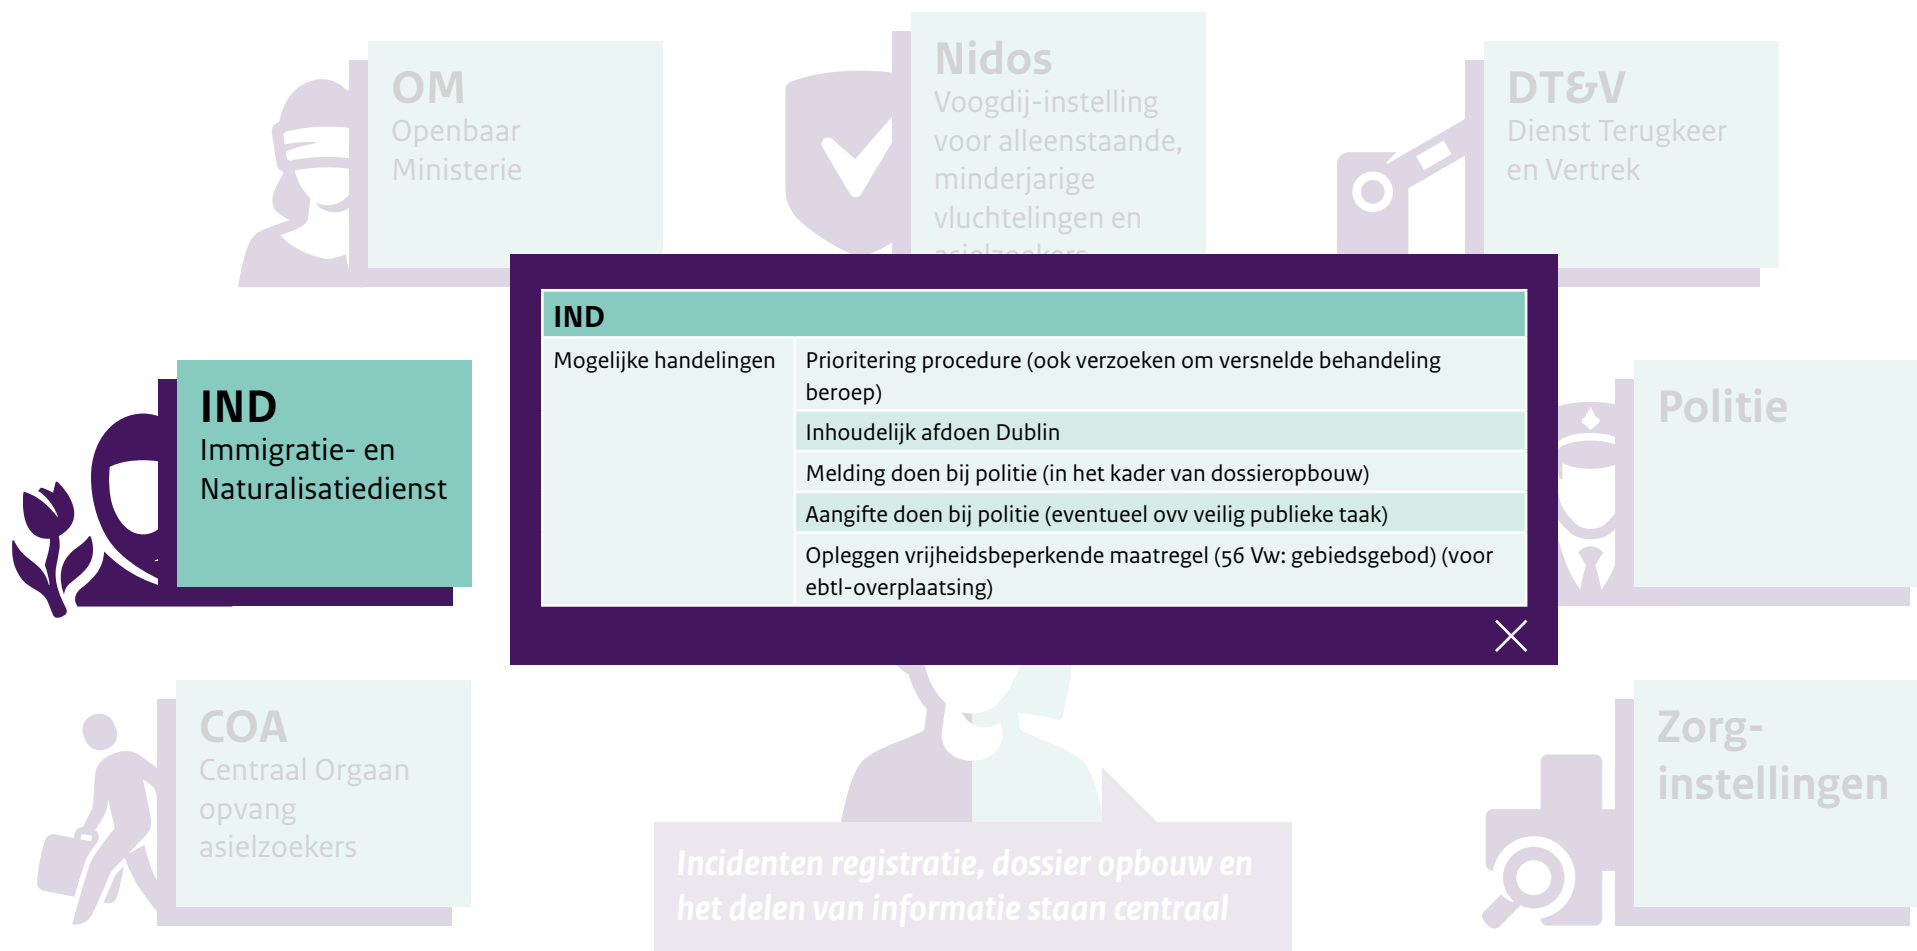 OM
Openbaar
Ministerie
Nidos
Voogdij-instelling
voor alleenstaande,
minderjarige
vluchtelingen en
asielzoekers
DT&V
Dienst Terugkeer
en Vertrek
IND
Immigratie- en
Naturalisatiedienst
IND
Mogelijke handelingen
Prioritering procedure (ook verzoeken om versnelde behandeling
beroep)
Inhoudelijk afdoen Dublin
Melding doen bij politie (in het kader van dossieropbouw)
Aangifte doen bij politie (eventueel ovv veilig publieke taak)
Opleggen vrijheidsbeperkende maatregel (56 Vw: gebiedsgebod) (voor
ebtl-overplaatsing)
Politie
COA
Centraal Orgaan
opvang
asielzoekers
Incidenten registratie, dossier opbouw en
het delen van informatie staan centraal
Zorg-
instellingen